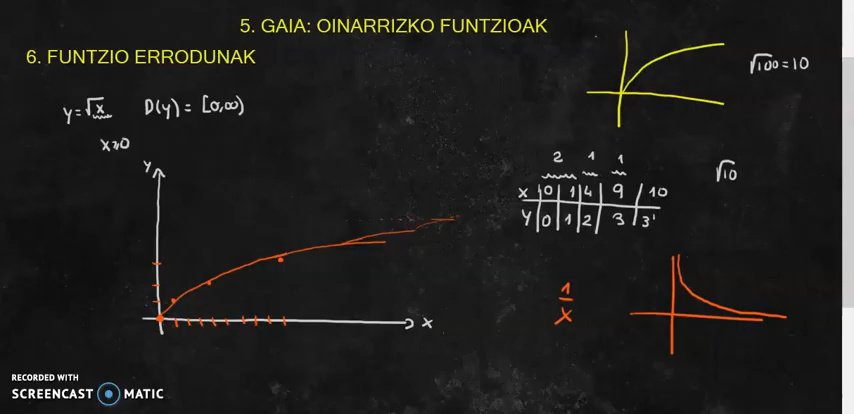 5. GAIA: OINARRIZKO FUNTZIOAK
6. FUNTZIO ERRODUNAK
√100 = 10
y = √x D(y) = [0,∞)
x≥0
2 1 1
X 0 1 4 9 10
Y 0 1 2 3 3'
√10
Y
X
1/x
RECORDED WITH
SCREENCAST MATIC